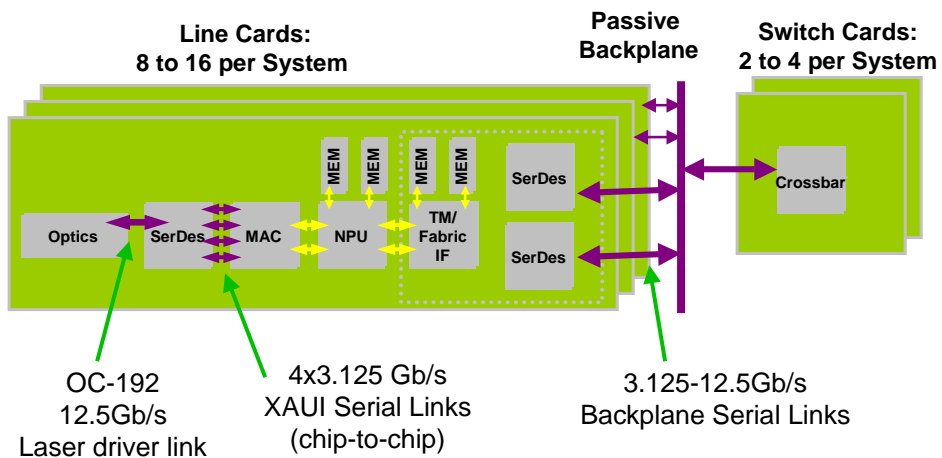 Line Cards:
8 to 16 per System
Passive
Backplane
Switch Cards:
2 to 4 per System
MEM
MEM
MEM
MEM
SerDes
Crossbar
Optics
SerDes
MAC
NPU
TM/
Fabric
IF
SerDes
OC-192
12.5Gb/s
Laser driver link
4x3.125 Gb/s
XAUI Serial Links
(chip-to-chip)
3.125-12.5Gb/s
Backplane Serial Links